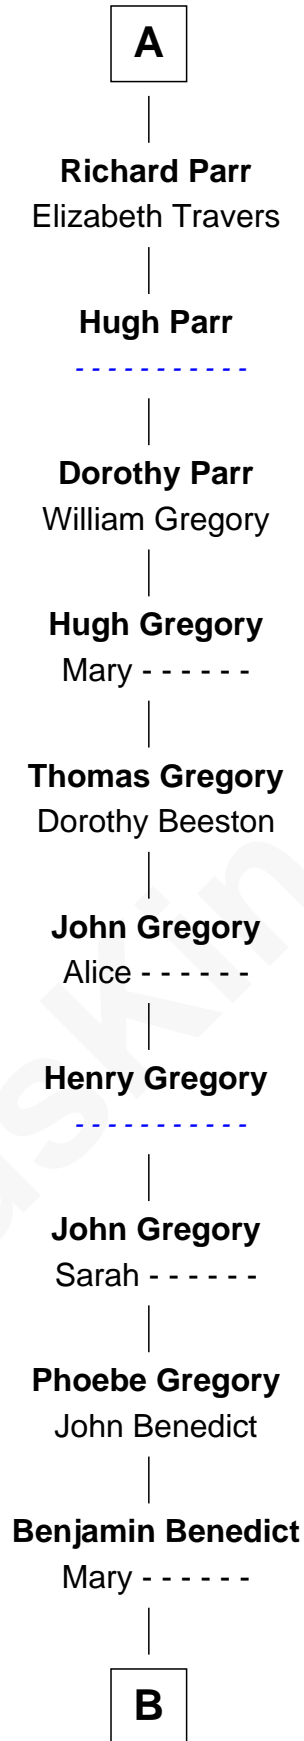 A
Richard Parr
Elizabeth Travers
Hugh Parr
- - - - - - - - - - -
Dorothy Parr
William Gregory
Hugh Gregory
Mary - - - - - -
Thomas Gregory
Dorothy Beeston
John Gregory
Alice - - - - - -
Henry Gregory
- - - - - - - - - - -
John Gregory
Sarah - - - - - -
Phoebe Gregory
John Benedict
Benjamin Benedict
Mary - - - - - -
B